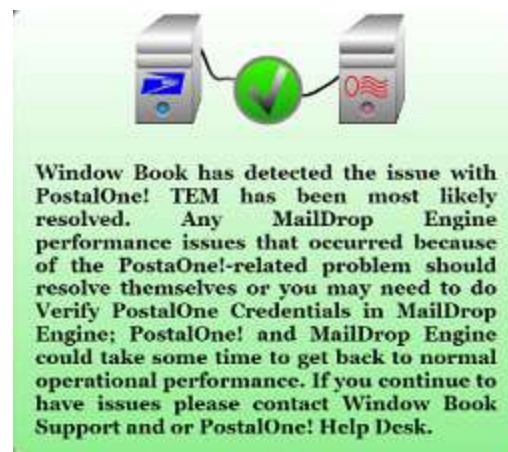 Window Book has detected the issue with
PostalOne! TEM has been most likely
resolved. Any MailDrop Engine
performance issues that occurred because
of the PostaOne!-related problem should
resolve themselves or you may need to do
Verify PostalOne Credentials in MailDrop
Engine; PostalOne! and MailDrop Engine
could take some time to get back to normal
operational performance. If you continue to
have issues please contact Window Book
Support and or PostalOne! Help Desk.